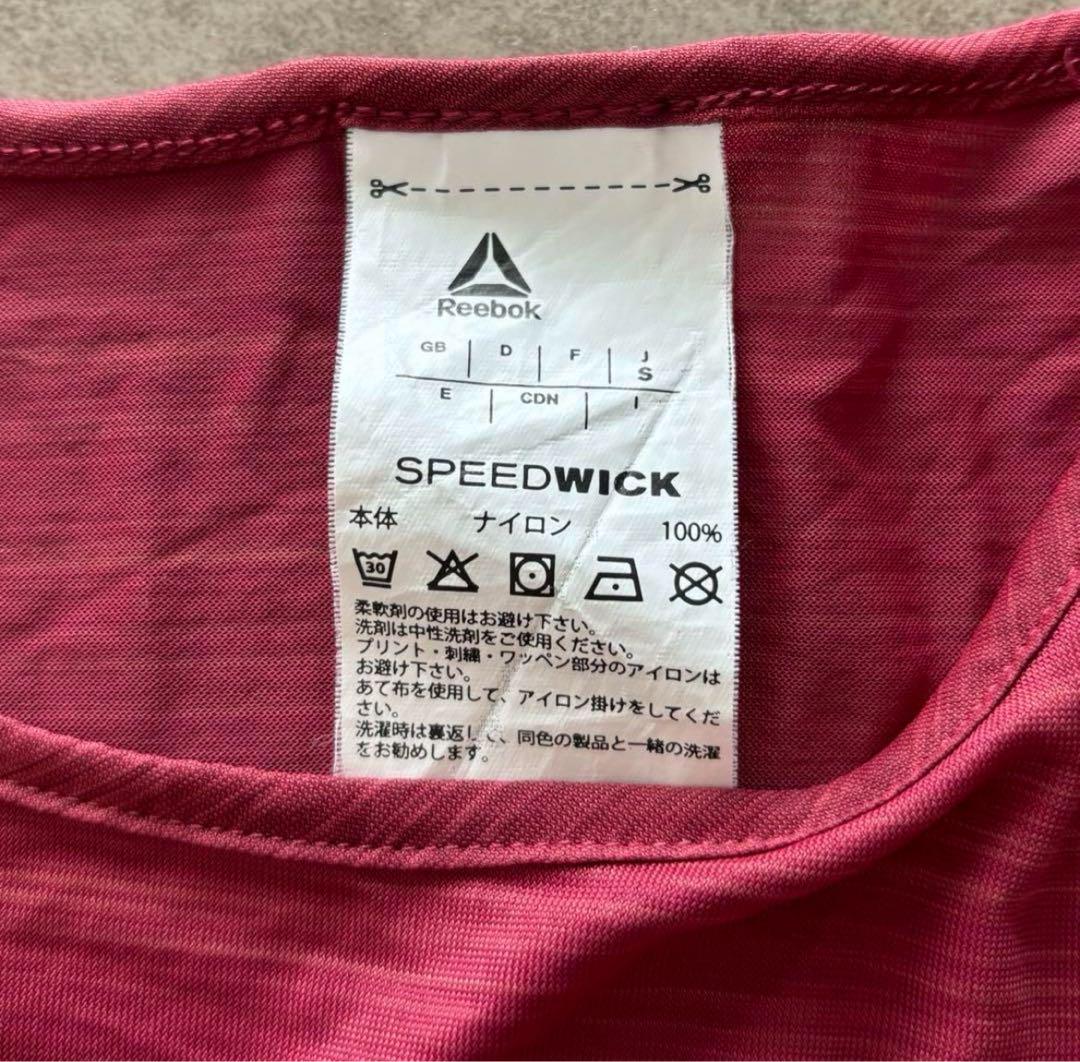 Reebok
GB D F J
S
E CDN I
SPEEDWICK
本体 ナイロン 100%
30
柔軟剤の使用はお避け下さい。
洗剤は中性洗剤をご使用ください。
プリント・刺繍・ワッペン部分のアイロンは
お避け下さい。
あて布を使用して、アイロン掛けをしてくだ
さい。
洗濯時は裏返して、同色の製品と一緒の洗濯
をお勧めします。